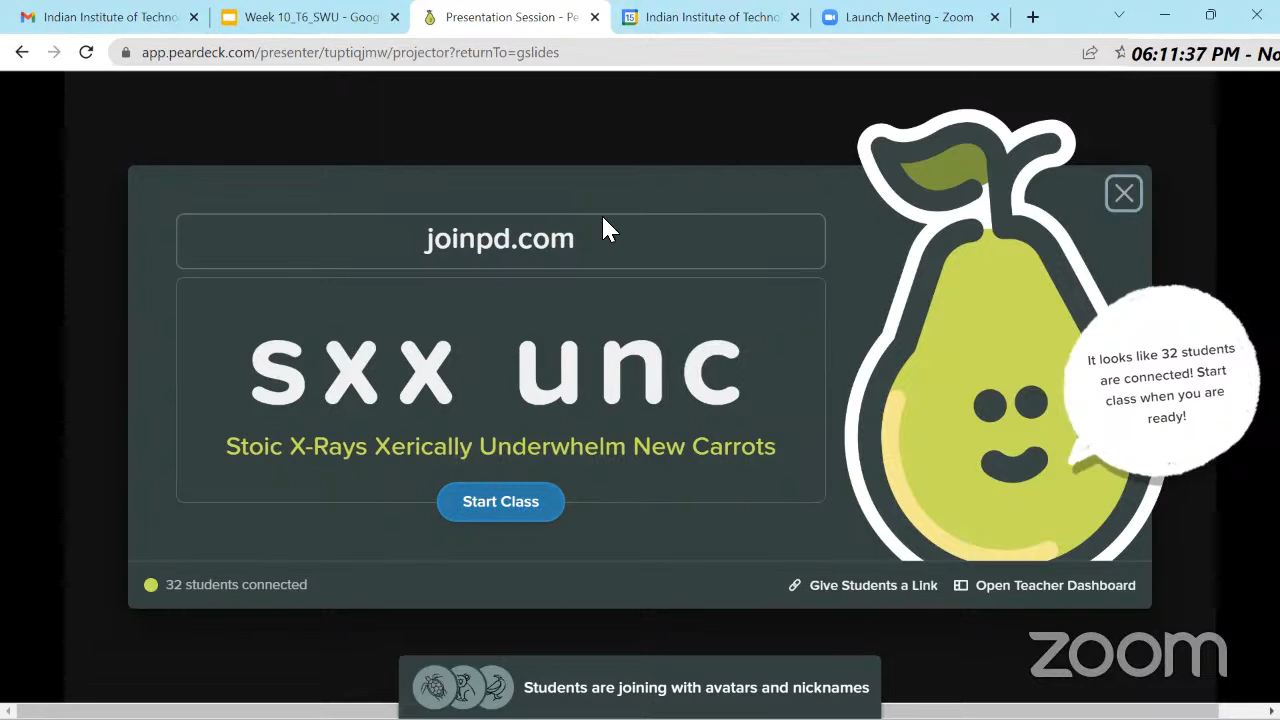 Indian Institute of Techno
Week 10_T6_SWU - Goog
Presentation Session - Pe
15
Indian Institute of Techno
Launch Meeting - Zoom
app.peardeck.com/presenter/tuptiqjmw/projector?returnTo=gslides
06:11:37 PM - No
joinpd.com
sxx unc
Stoic X-Rays Xerically Underwhelm New Carrots
Start Class
It looks like 32 students
are connected! Start
class when you are
ready!
32 students connected
Give Students a Link
Open Teacher Dashboard
zoom
Students are joining with avatars and nicknames